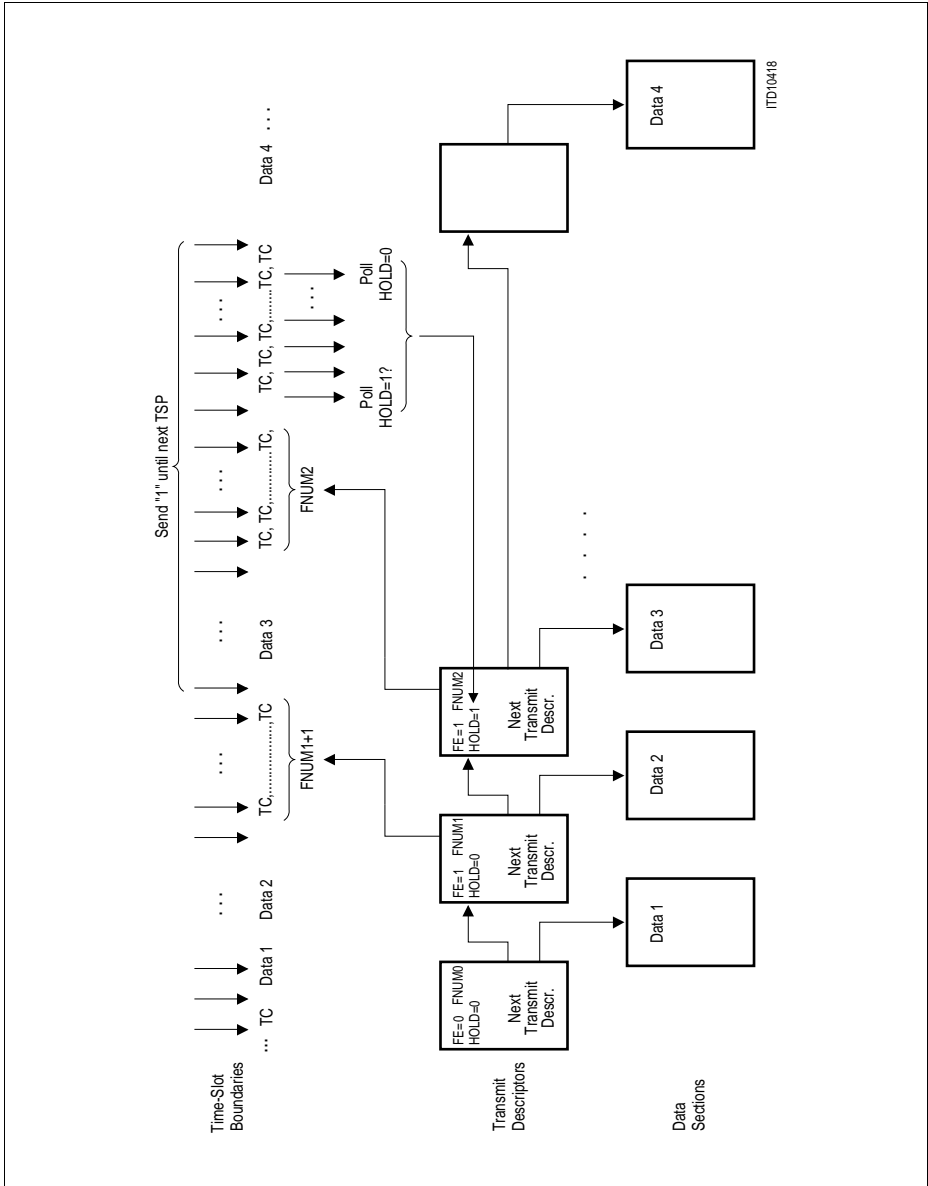 Send "1" until next TSP
Time-Slot
Boundaries
... TC
Data 1
Data 2
...
TC,..................,TC
...
FNUM1+1
Data 3
...
TC, TC,..............TC,
...
FNUM2
TC, TC, TC, TC,......... TC, TC
...
...
Poll
HOLD=1?
Poll
HOLD=0
Data 4 ...
Transmit
Descriptors
FE=0 FNUM0
HOLD=0
Next
Transmit
Descr.
FE=1 FNUM1
HOLD=0
Next
Transmit
Descr.
FE=1 FNUM2
HOLD=1
Next
Transmit
Descr.
. . . .
Data
Sections
Data 1
Data 2
Data 3
Data 4
ITD10418